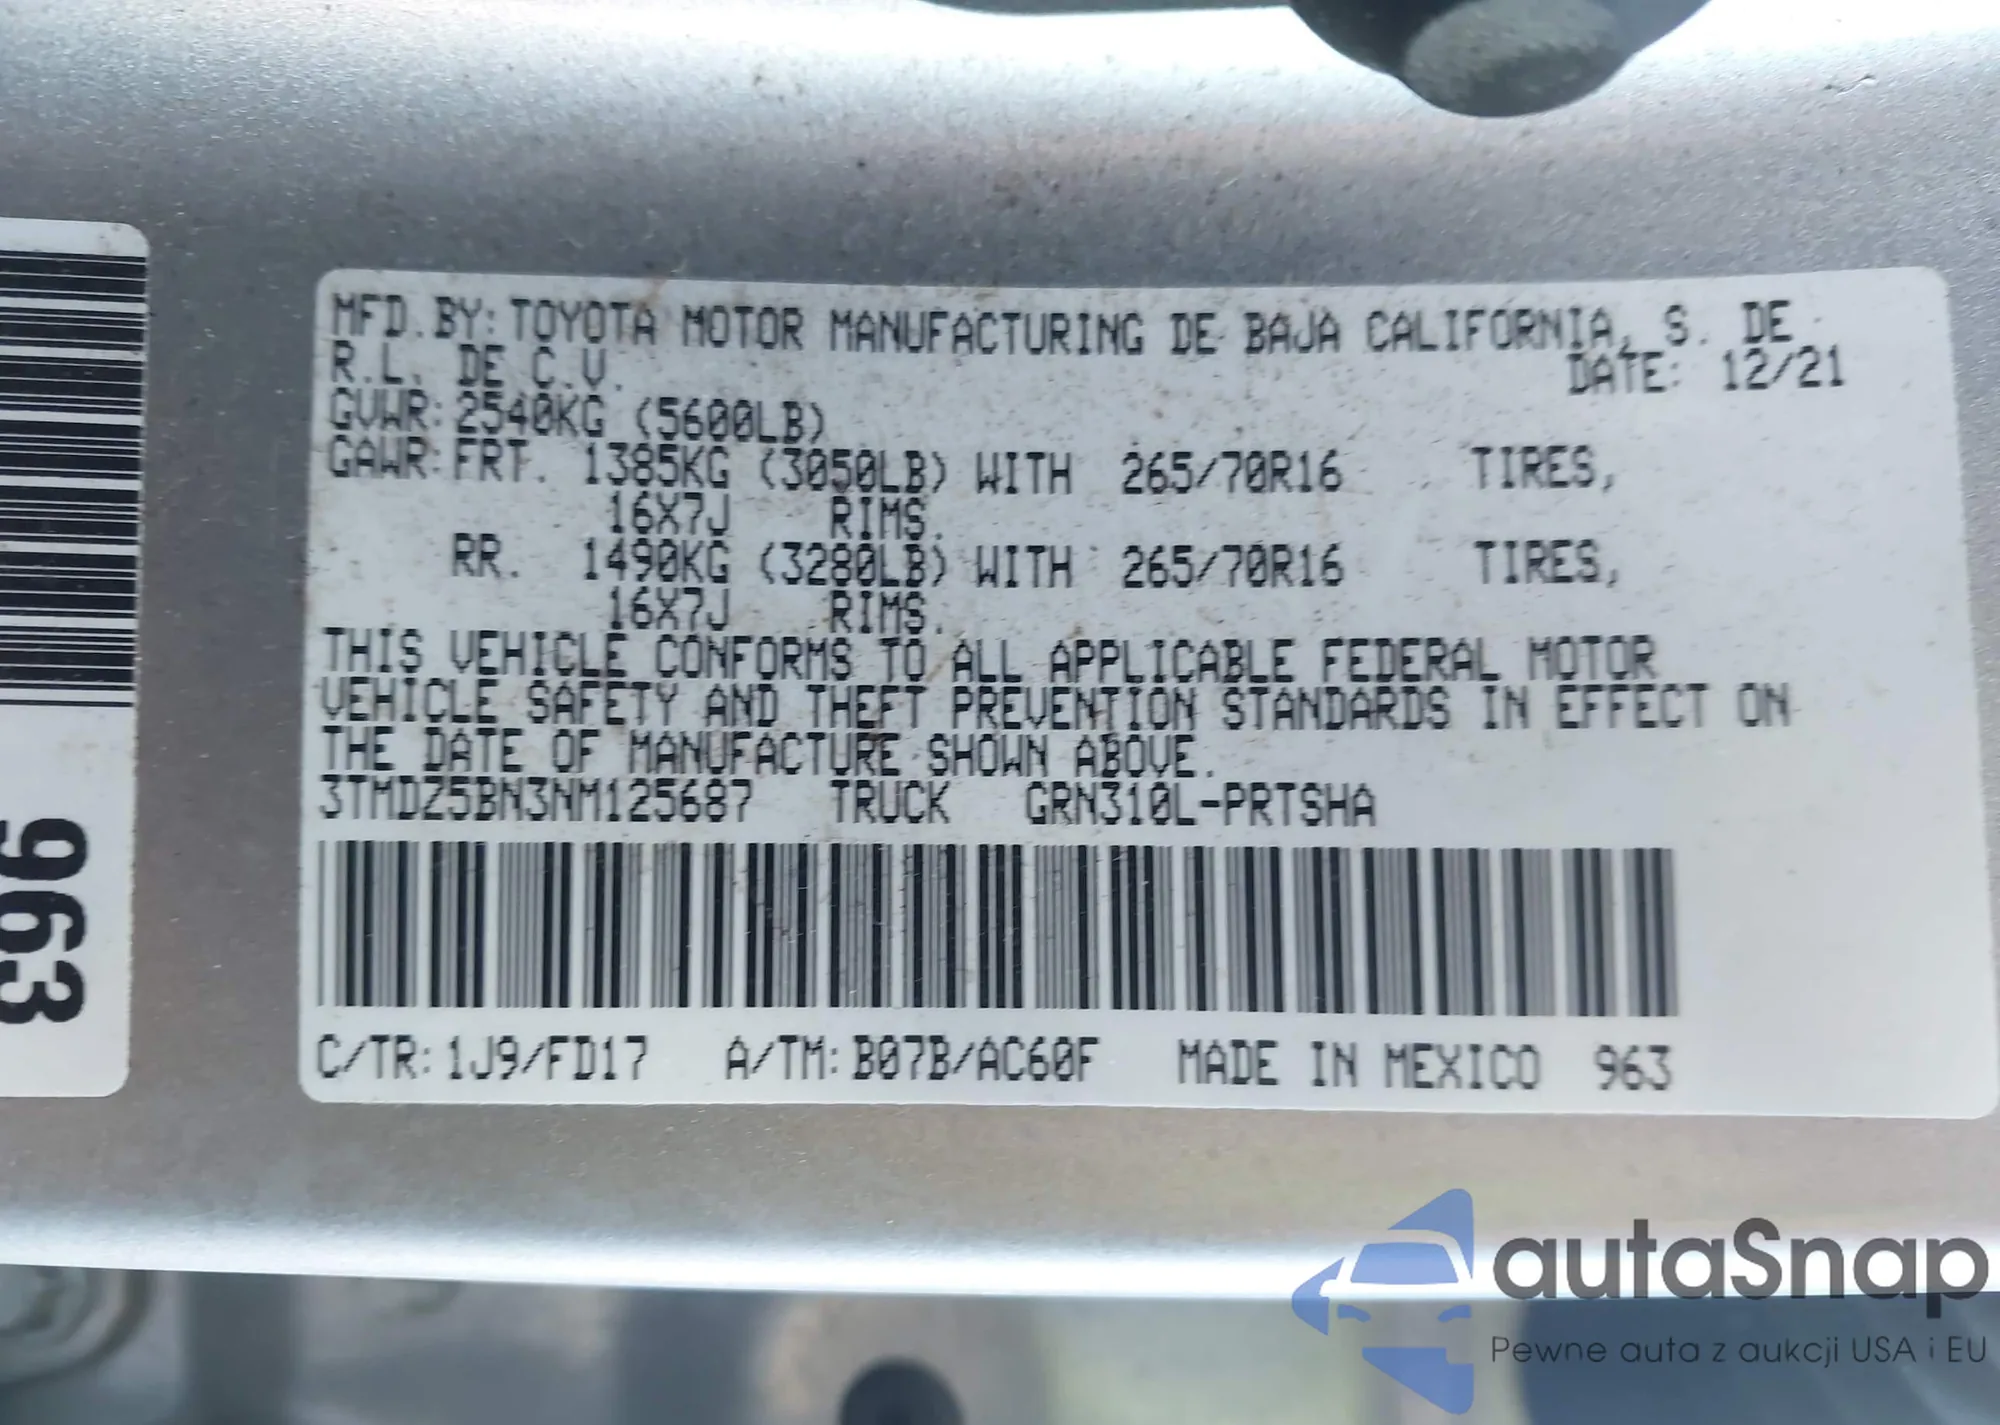 MFD. BY: TOYOTA MOTOR MANUFACTURING DE BAJA CALIFORNIA, S. DE
R.L. DE C.V. DATE: 12/21
GVWR: 2540KG (5600LB)
GAWR: FRT. 1385KG (3050LB) WITH 265/70R16 TIRES,
16X7J RIMS.
RR. 1490KG (3280LB) WITH 265/70R16 TIRES,
16X7J RIMS.
THIS VEHICLE CONFORMS TO ALL APPLICABLE FEDERAL MOTOR
VEHICLE SAFETY AND THEFT PREVENTION STANDARDS IN EFFECT ON
THE DATE OF MANUFACTURE SHOWN ABOVE.
3TMDZ5BN3NM125687 TRUCK GRN310L-PRTSHA
C/TR: 1J9/FD17 A/TM: B07B/AC60F MADE IN MEXICO 963
963
autaSnap
Pewne auta z aukcji USA i EU